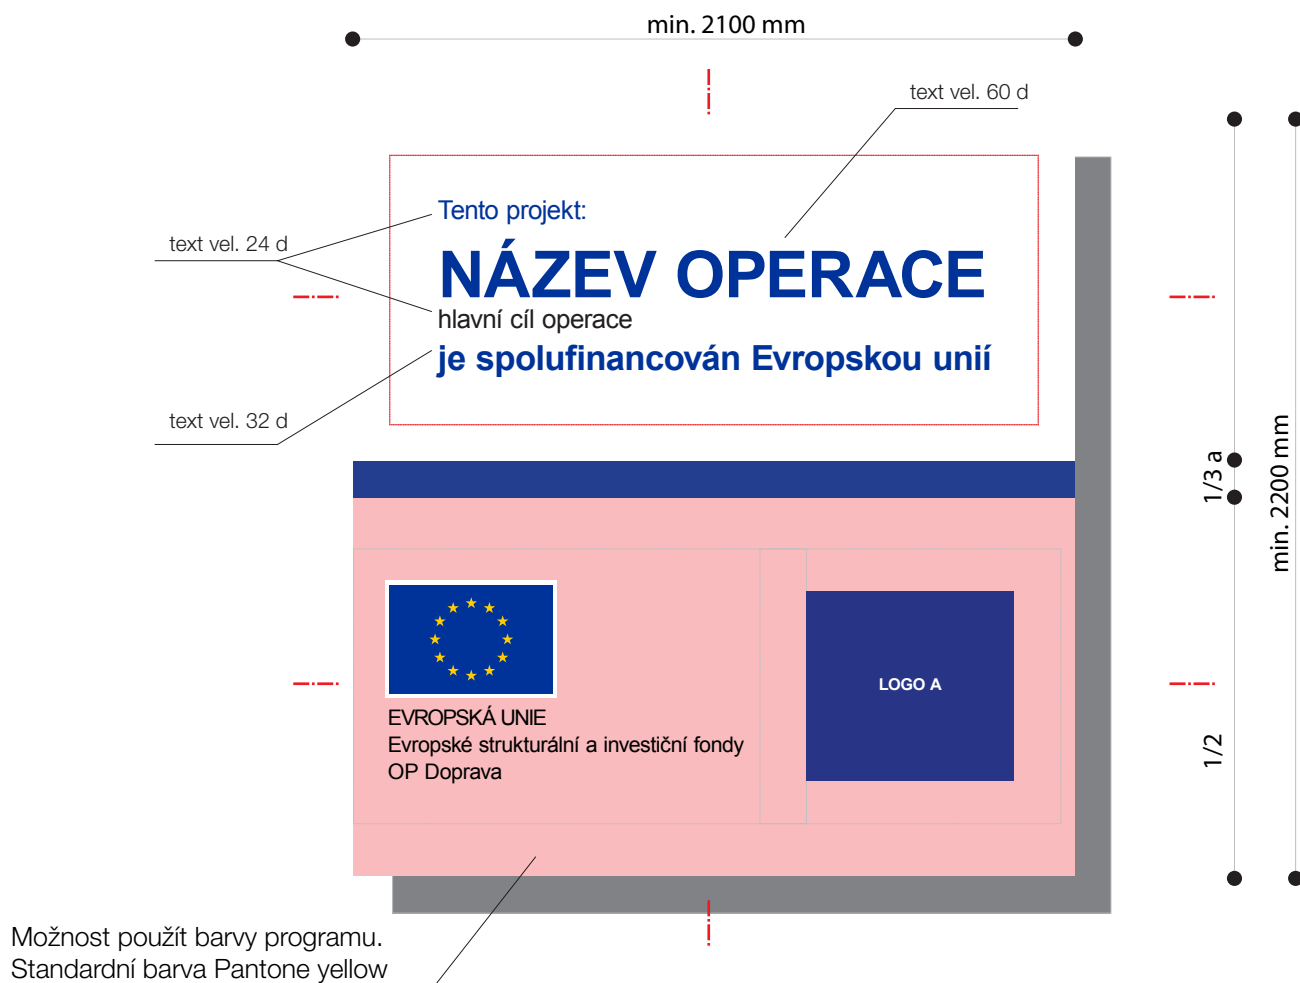 min. 2100 mm
text vel. 60 d
Tento projekt:
text vel. 24 d
NÁZEV OPERACE
hlavní cíl operace
je spolufinancován Evropskou unií
text vel. 32 d
1/3 a
min. 2200 mm
LOGO A
EVROPSKÁ UNIE
Evropské strukturální a investiční fondy
OP Doprava
1/2
Možnost použít barvy programu.
Standardní barva Pantone yellow